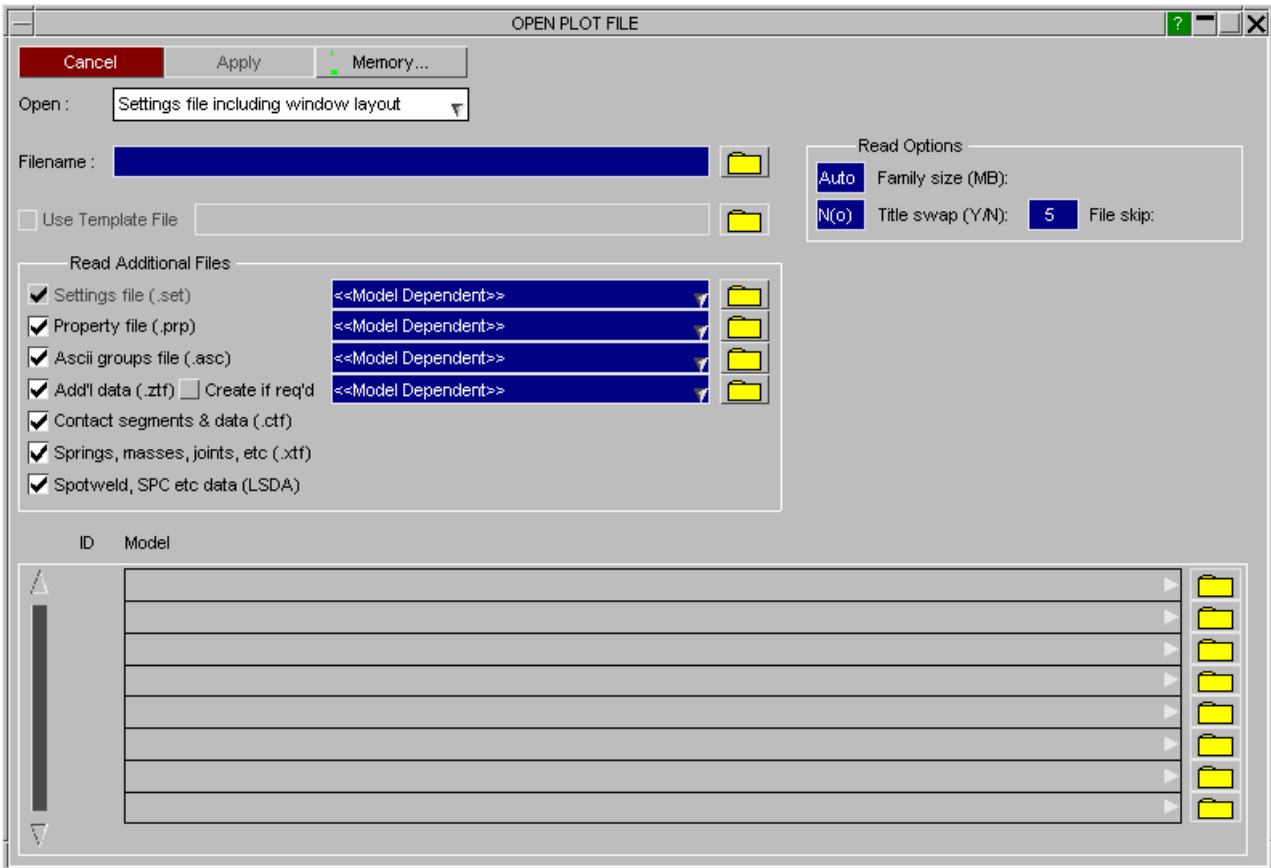 OPEN PLOT FILE ?
Cancel Apply Memory...
Open : Settings file including window layout
Filename :
Read Options
Auto Family size (MB):
N(o) Title swap (Y/N): 5 File skip:
Use Template File
Read Additional Files
Settings file (.set) <<Model Dependent>>
Property file (.prp) <<Model Dependent>>
Ascii groups file (.asc) <<Model Dependent>>
Add'l data (.ztf) Create if req'd <<Model Dependent>>
Contact segments & data (.ctf)
Springs, masses, joints, etc (.xtf)
Spotweld, SPC etc data (LSDA)
ID Model